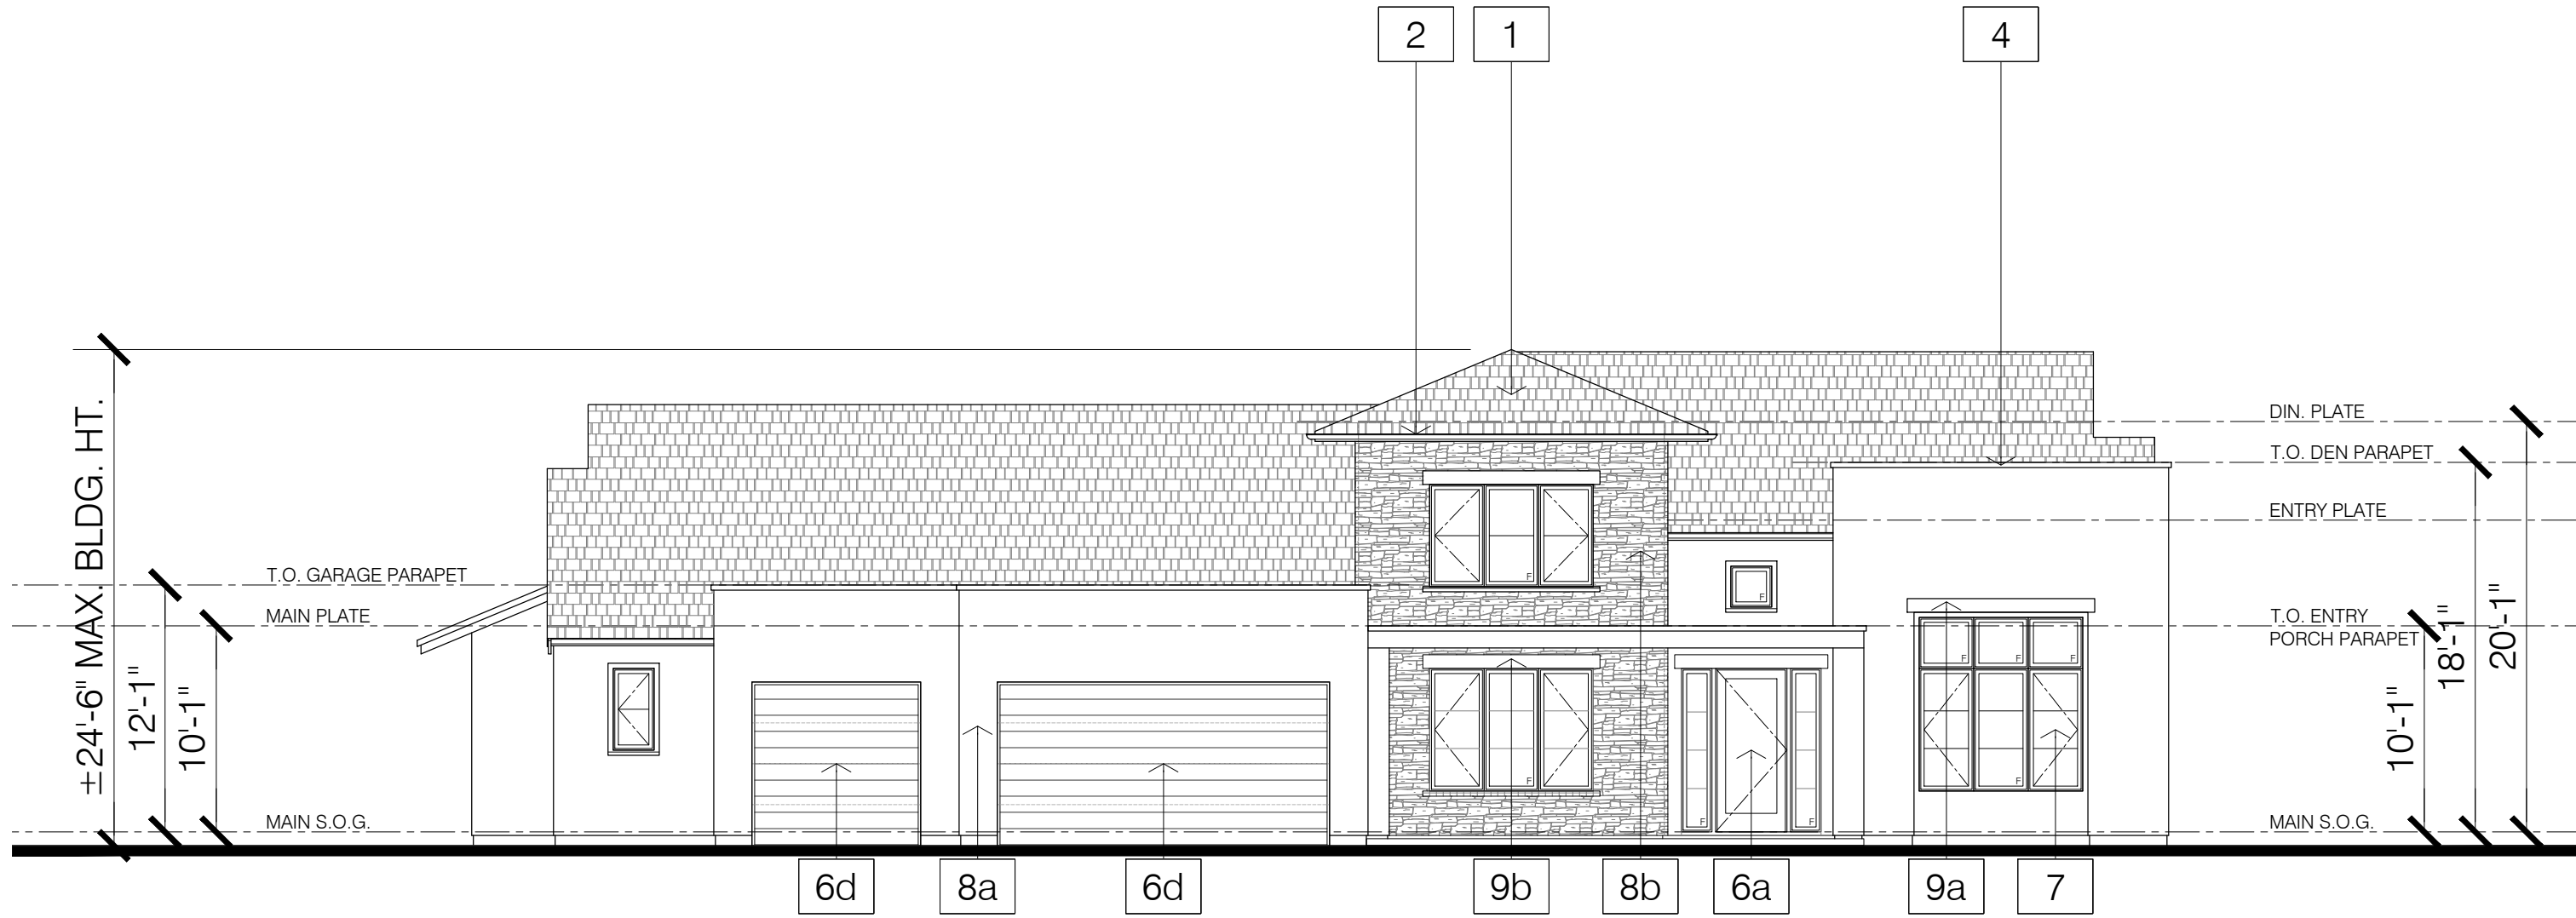 2
1
4
±24'-6" MAX. BLDG. HT.
12'-1"
10'-1"
T.O. GARAGE PARAPET
MAIN PLATE
MAIN S.O.G.
DIN. PLATE
T.O. DEN PARAPET
ENTRY PLATE
T.O. ENTRY
PORCH PARAPET
MAIN S.O.G.
10'-1"
18'-1"
20'-1"
F
F
F
F
F
F
F
F
F
6d
8a
6d
9b
8b
6a
9a
7